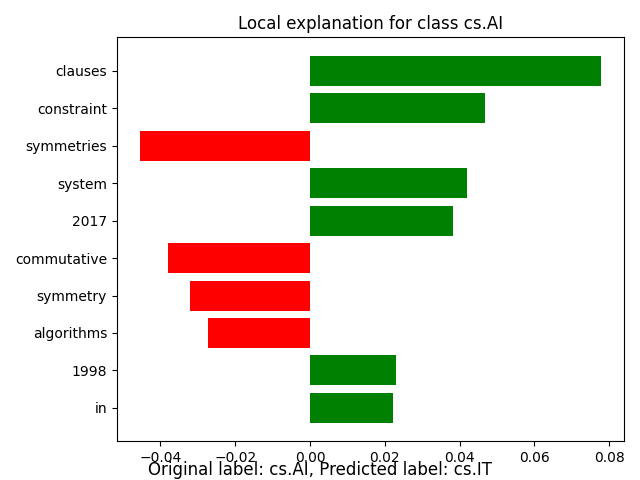 Local explanation for class cs.AI
clauses
constraint
symmetries
system
2017
commutative
symmetry
algorithms
1998
in
−0.04 −0.02 0.00 0.02 0.04 0.06 0.08
Original label: cs.AI, Predicted label: cs.IT